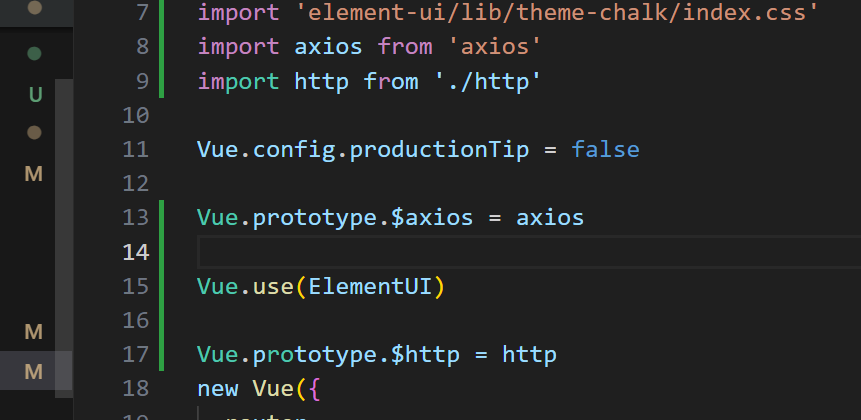 7 import 'element-ui/lib/theme-chalk/index.css'
8 import axios from 'axios'
U 9 import http from './http'
10
11 Vue.config.productionTip = false
M 12
13 Vue.prototype.$axios = axios
14
15 Vue.use(ElementUI)
16
M 17 Vue.prototype.$http = http
M 18 new Vue({